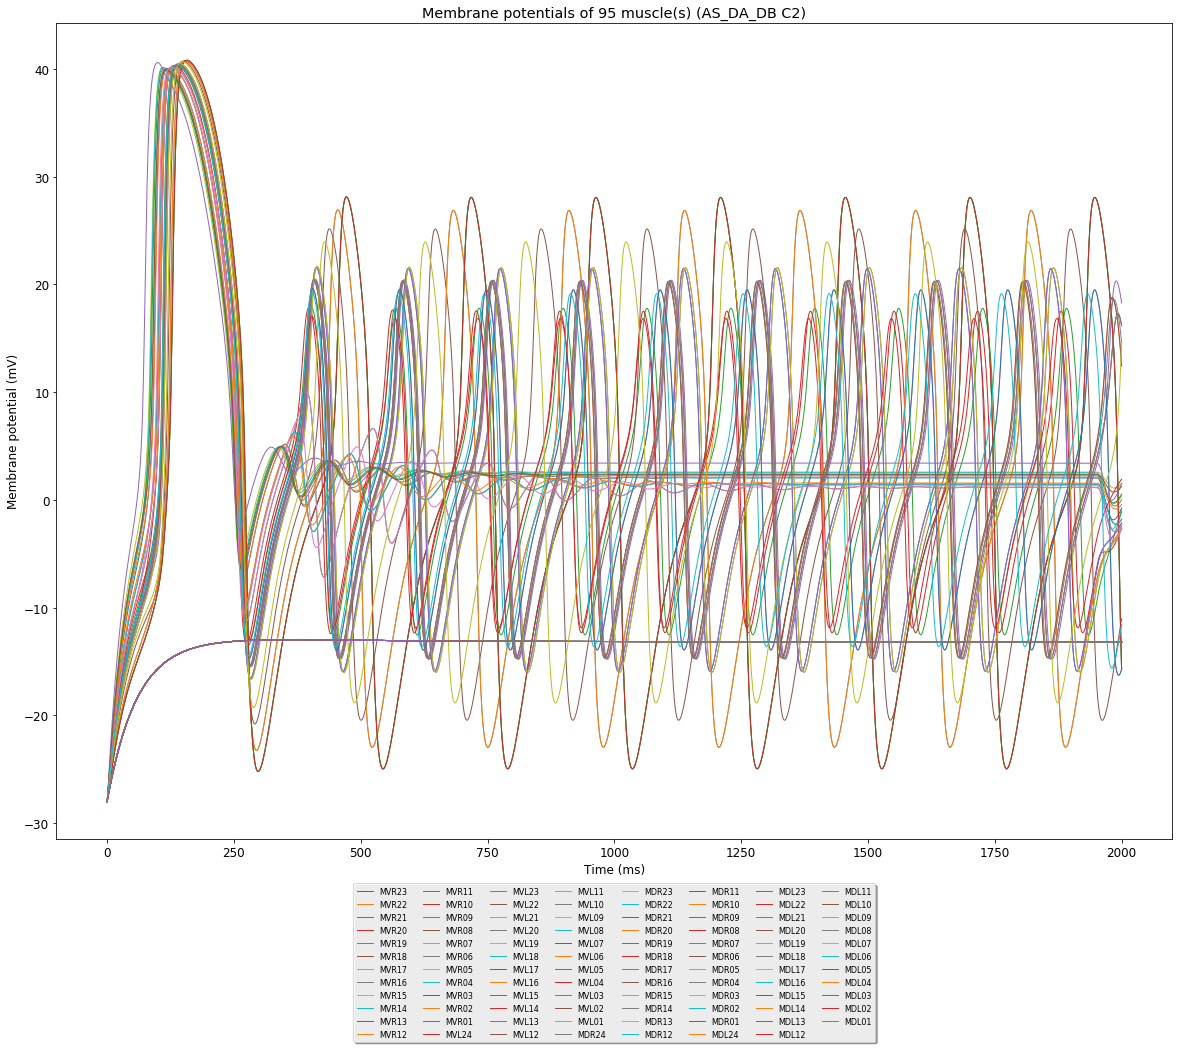 Membrane potentials of 95 muscle(s) (AS_DA_DB C2)
Membrane potential (mV)
40
30
20
10
0
−10
−20
−30
0 250 500 750 1000 1250 1500 1750 2000
Time (ms)
MVR23 MVR11 MVL23 MVL11 MDR23 MDR11 MDL23 MDL11
MVR22 MVR10 MVL22 MVL10 MDR22 MDR10 MDL22 MDL10
MVR21 MVR09 MVL21 MVL09 MDR21 MDR09 MDL21 MDL09
MVR20 MVR08 MVL20 MVL08 MDR20 MDR08 MDL20 MDL08
MVR19 MVR07 MVL19 MVL07 MDR19 MDR07 MDL19 MDL07
MVR18 MVR06 MVL18 MVL06 MDR18 MDR06 MDL18 MDL06
MVR17 MVR05 MVL17 MVL05 MDR17 MDR05 MDL17 MDL05
MVR16 MVR04 MVL16 MVL04 MDR16 MDR04 MDL16 MDL04
MVR15 MVR03 MVL15 MVL03 MDR15 MDR03 MDL15 MDL03
MVR14 MVR02 MVL14 MVL02 MDR14 MDR02 MDL14 MDL02
MVR13 MVR01 MVL13 MVL01 MDR13 MDR01 MDL13 MDL01
MVR12 MVL24 MVL12 MDR24 MDR12 MDL24 MDL12